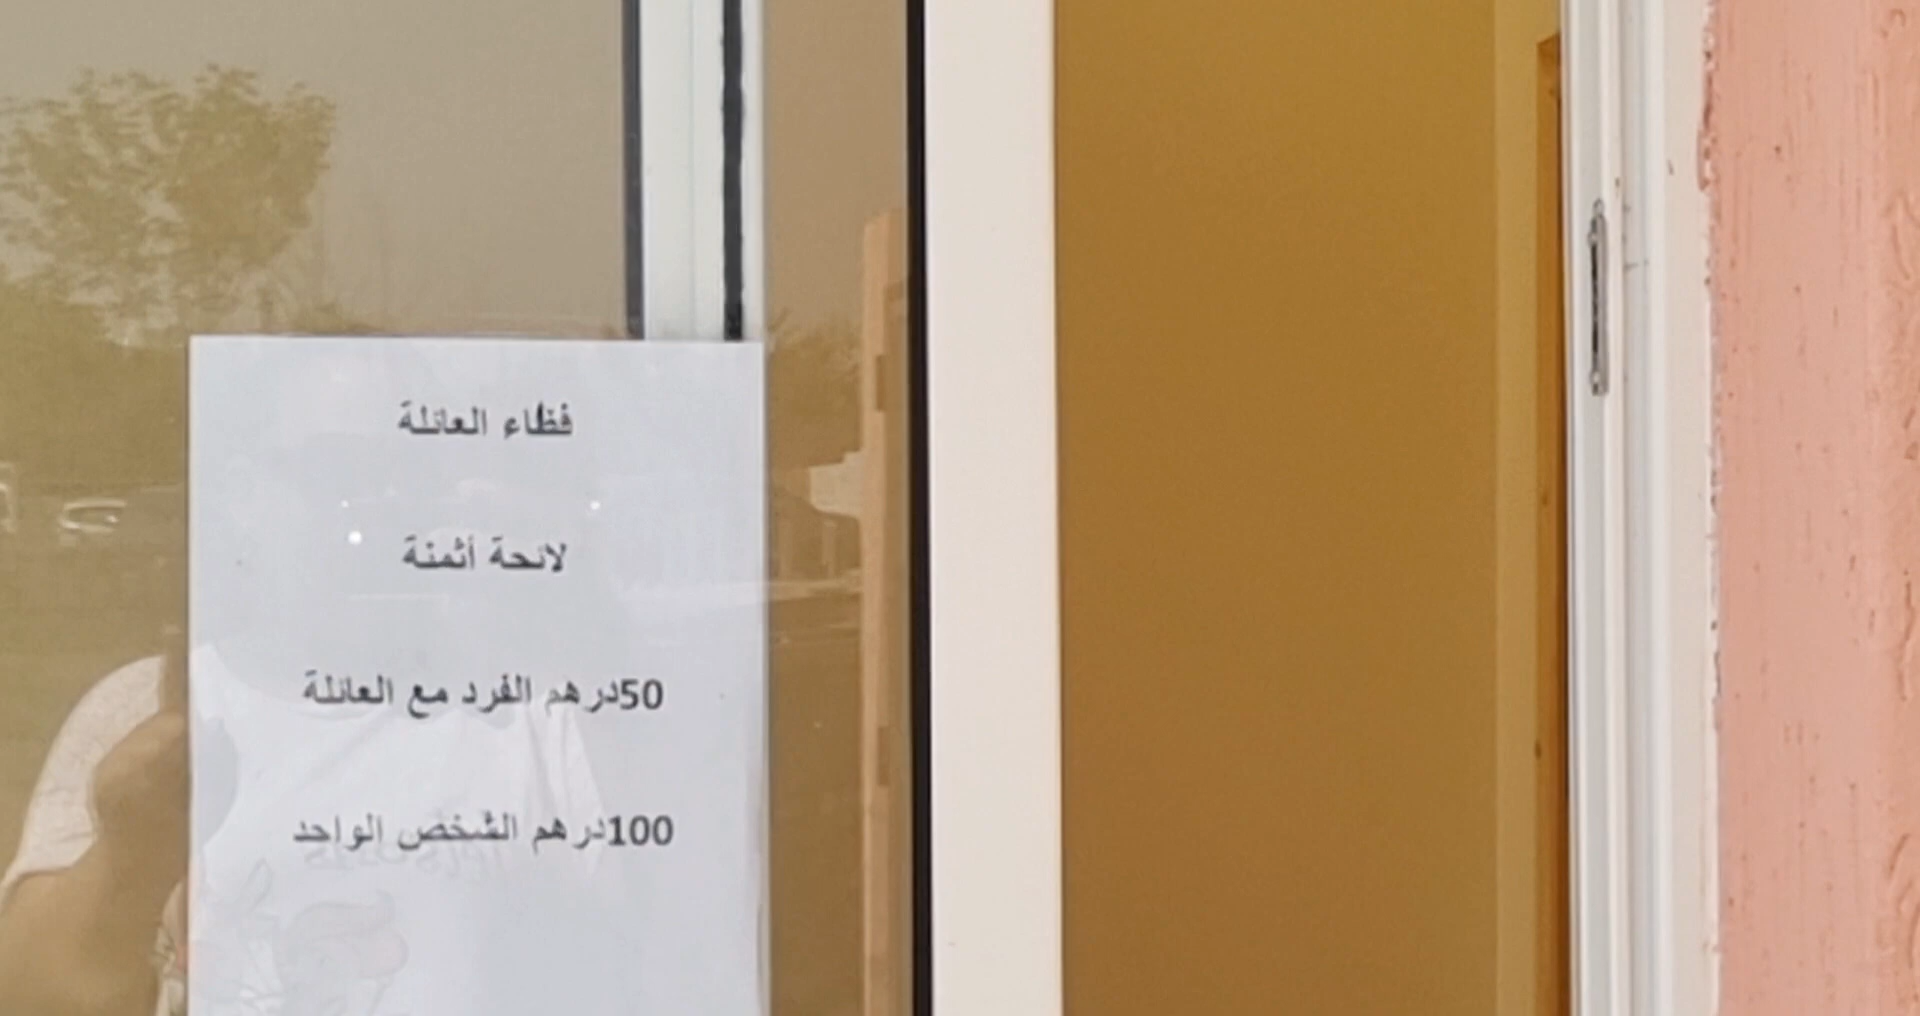 فظاء العائلة
لائحة أثمنة
50درهم الفرد مع العائلة
100درهم الشخص الواحد